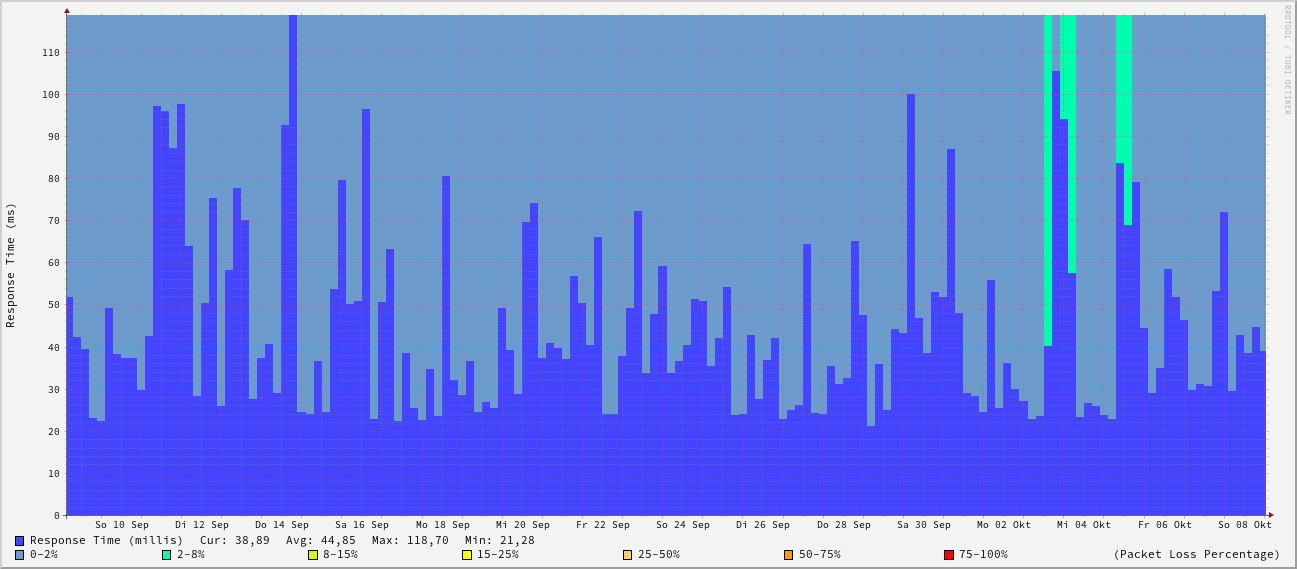 RRDTOOL / TOBI OETIKER
Response Time (ms)
110
100
90
80
70
60
50
40
30
20
10
0
So 10 Sep Di 12 Sep Do 14 Sep Sa 16 Sep Mo 18 Sep Mi 20 Sep Fr 22 Sep So 24 Sep Di 26 Sep Do 28 Sep Sa 30 Sep Mo 02 Okt Mi 04 Okt Fr 06 Okt So 08 Okt
Response Time (millis) Cur: 38,89 Avg: 44,85 Max: 118,70 Min: 21,28
0-2% 2-8% 8-15% 15-25% 25-50% 50-75% 75-100% (Packet Loss Percentage)